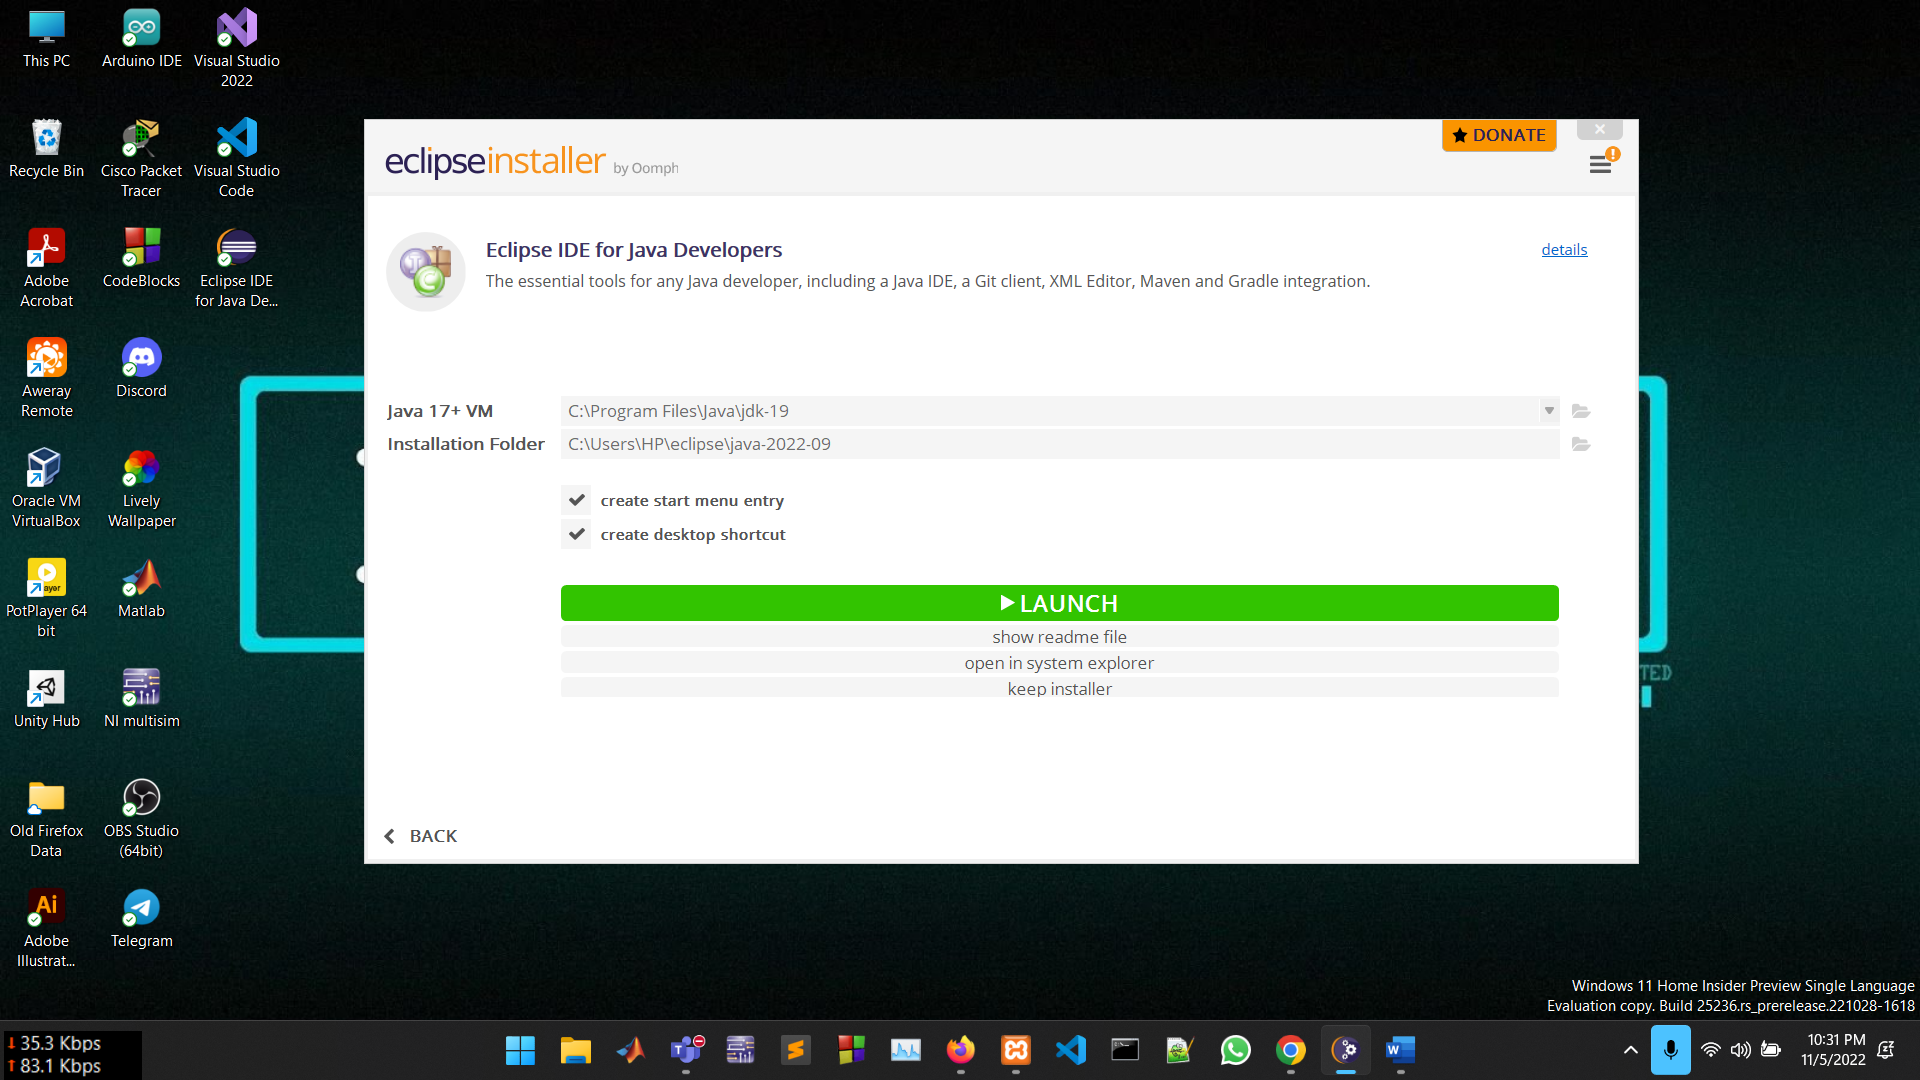 This PC
Arduino IDE
Visual Studio
2022
Recycle Bin
Cisco Packet
Tracer
Visual Studio
Code
Adobe
Acrobat
CodeBlocks
Eclipse IDE
for Java De...
Aweray
Remote
Discord
Oracle VM
VirtualBox
Lively
Wallpaper
PotPlayer 64
bit
Matlab
Unity Hub
NI multisim
Old Firefox
Data
OBS Studio
(64bit)
Adobe
Illustrat...
Telegram
eclipseinstaller by Oomph
★ DONATE
Eclipse IDE for Java Developers
details
The essential tools for any Java developer, including a Java IDE, a Git client, XML Editor, Maven and Gradle integration.
Java 17+ VM
C:\Program Files\Java\jdk-19
Installation Folder
C:\Users\HP\eclipse\java-2022-09
create start menu entry
create desktop shortcut
LAUNCH
show readme file
open in system explorer
keep installer
BACK
TED
Windows 11 Home Insider Preview Single Language
Evaluation copy. Build 25236.rs_prerelease.221028-1618
35.3 Kbps
83.1 Kbps
10:31 PM
11/5/2022